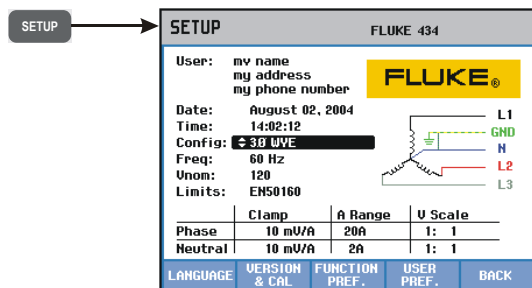 SETUP
SETUP FLUKE 434
User: my name
my address
my phone number
FLUKE®
Date: August 02, 2004
Time: 14:02:12
Config: 3Ø WYE
Freq: 60 Hz
Vnom: 120
Limits: EN50160
L1
GND
N
L2
L3
Clamp A Range V Scale
Phase 10 mV/A 20A 1: 1
Neutral 10 mV/A 2A 1: 1
LANGUAGE VERSION & CAL FUNCTION PREF. USER PREF. BACK